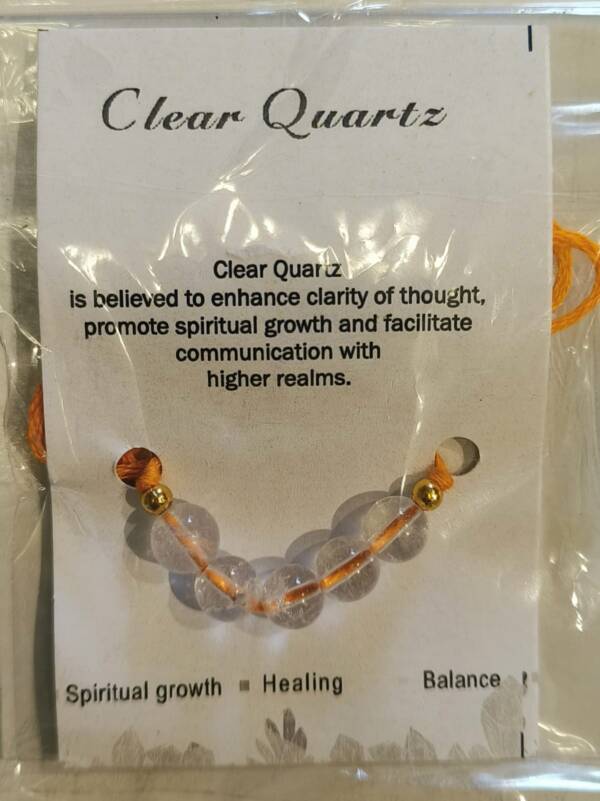 Clear Quartz
Clear Quartz
is believed to enhance clarity of thought,
promote spiritual growth and facilitate
communication with
higher realms.
Spiritual growth ▪ Healing Balance